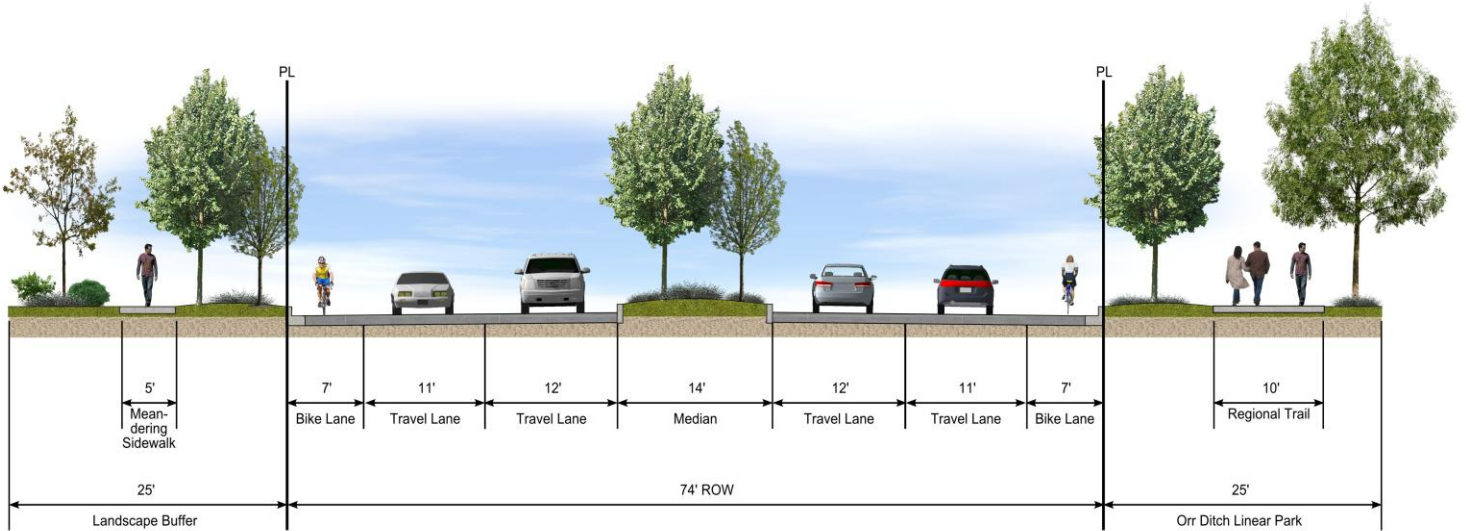 PL
PL
5'
Mean-
dering
Sidewalk
7'
Bike Lane
11'
Travel Lane
12'
Travel Lane
14'
Median
12'
Travel Lane
11'
Travel Lane
7'
Bike Lane
10'
Regional Trail
25'
Landscape Buffer
74' ROW
25'
Orr Ditch Linear Park